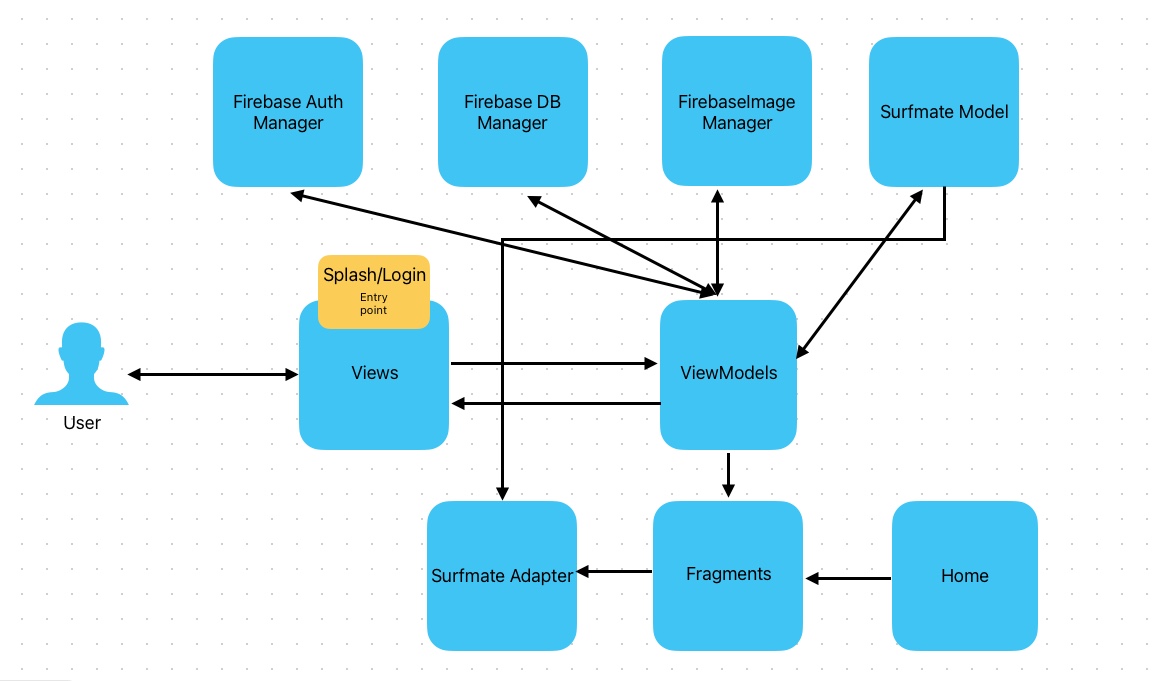 Firebase Auth
Manager
Firebase DB
Manager
FirebaseImage
Manager
Surfmate Model
Splash/Login
Entry
point
Views
ViewModels
User
Surfmate Adapter
Fragments
Home